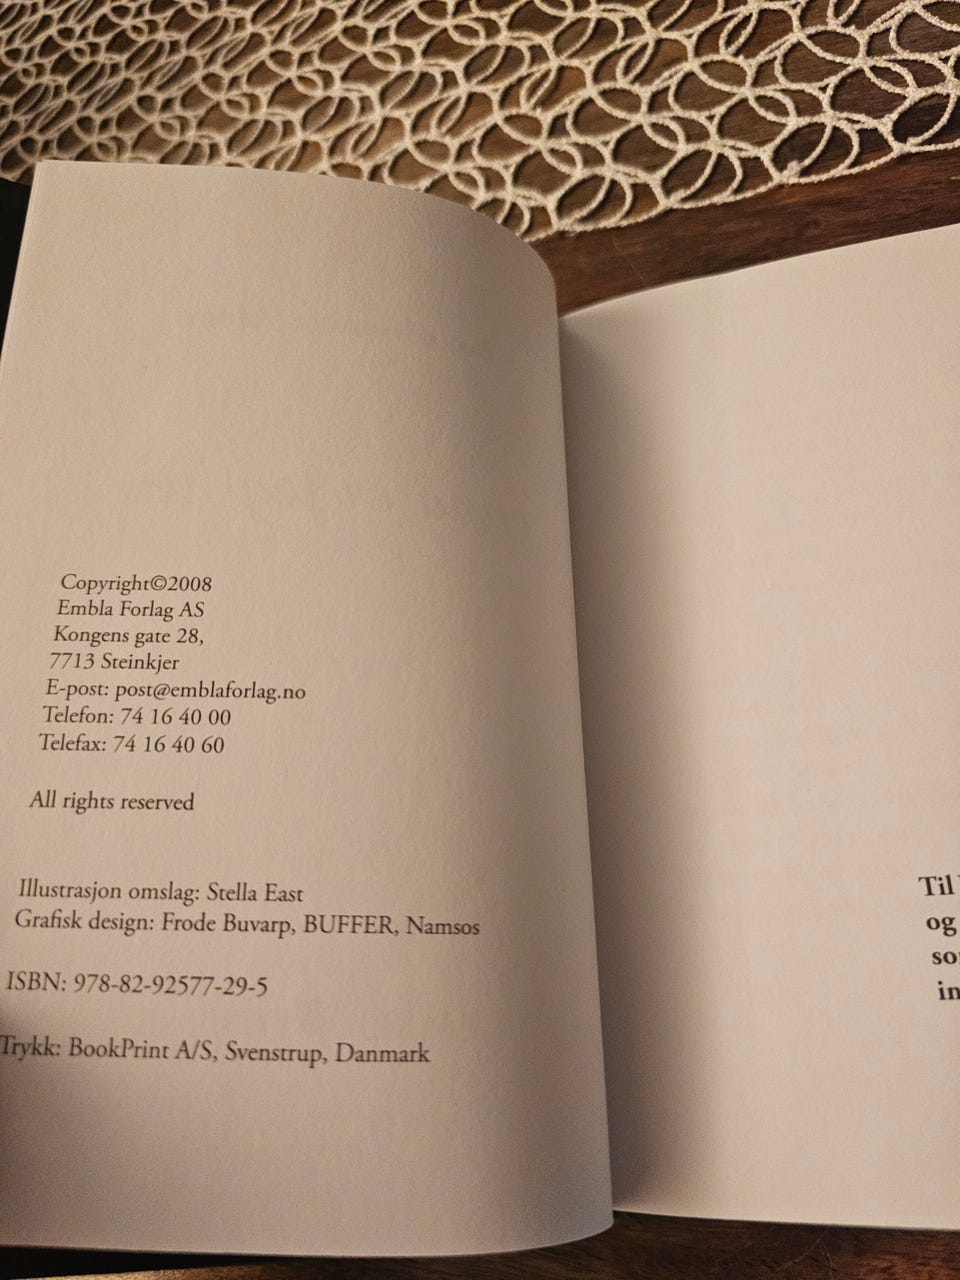 Copyright©2008
Embla Forlag AS
Kongens gate 28,
7713 Steinkjer
E-post: post@emblaforlag.no
Telefon: 74 16 40 00
Telefax: 74 16 40 60
All rights reserved
Illustrasjon omslag: Stella East
Grafisk design: Frode Buvarp, BUFFER, Namsos
ISBN: 978-82-92577-29-5
Trykk: BookPrint A/S, Svenstrup, Danmark
Til
og